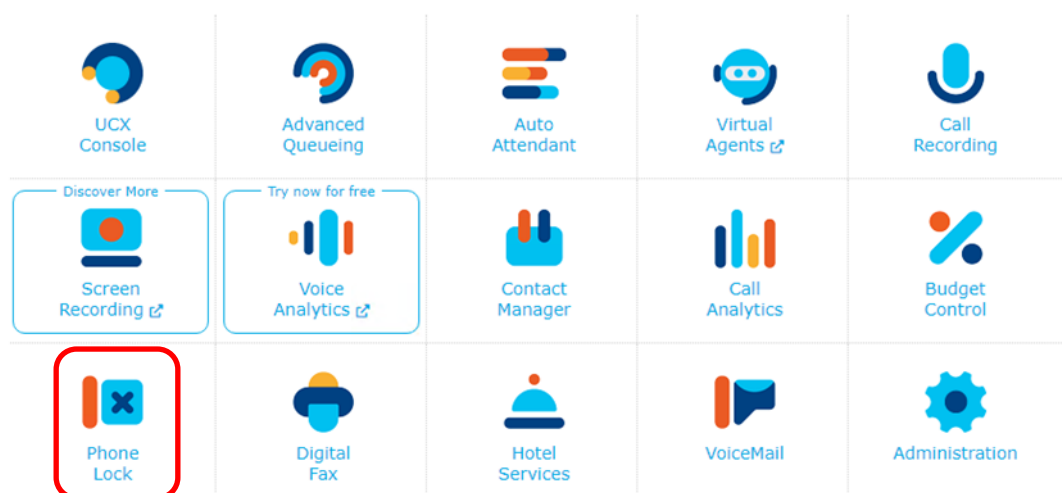 UCX
Console
Advanced
Queueing
Auto
Attendant
Virtual
Agents
Call
Recording
Discover More
Screen
Recording
Try now for free
Voice
Analytics
Contact
Manager
Call
Analytics
Budget
Control
Phone
Lock
Digital
Fax
Hotel
Services
VoiceMail
Administration